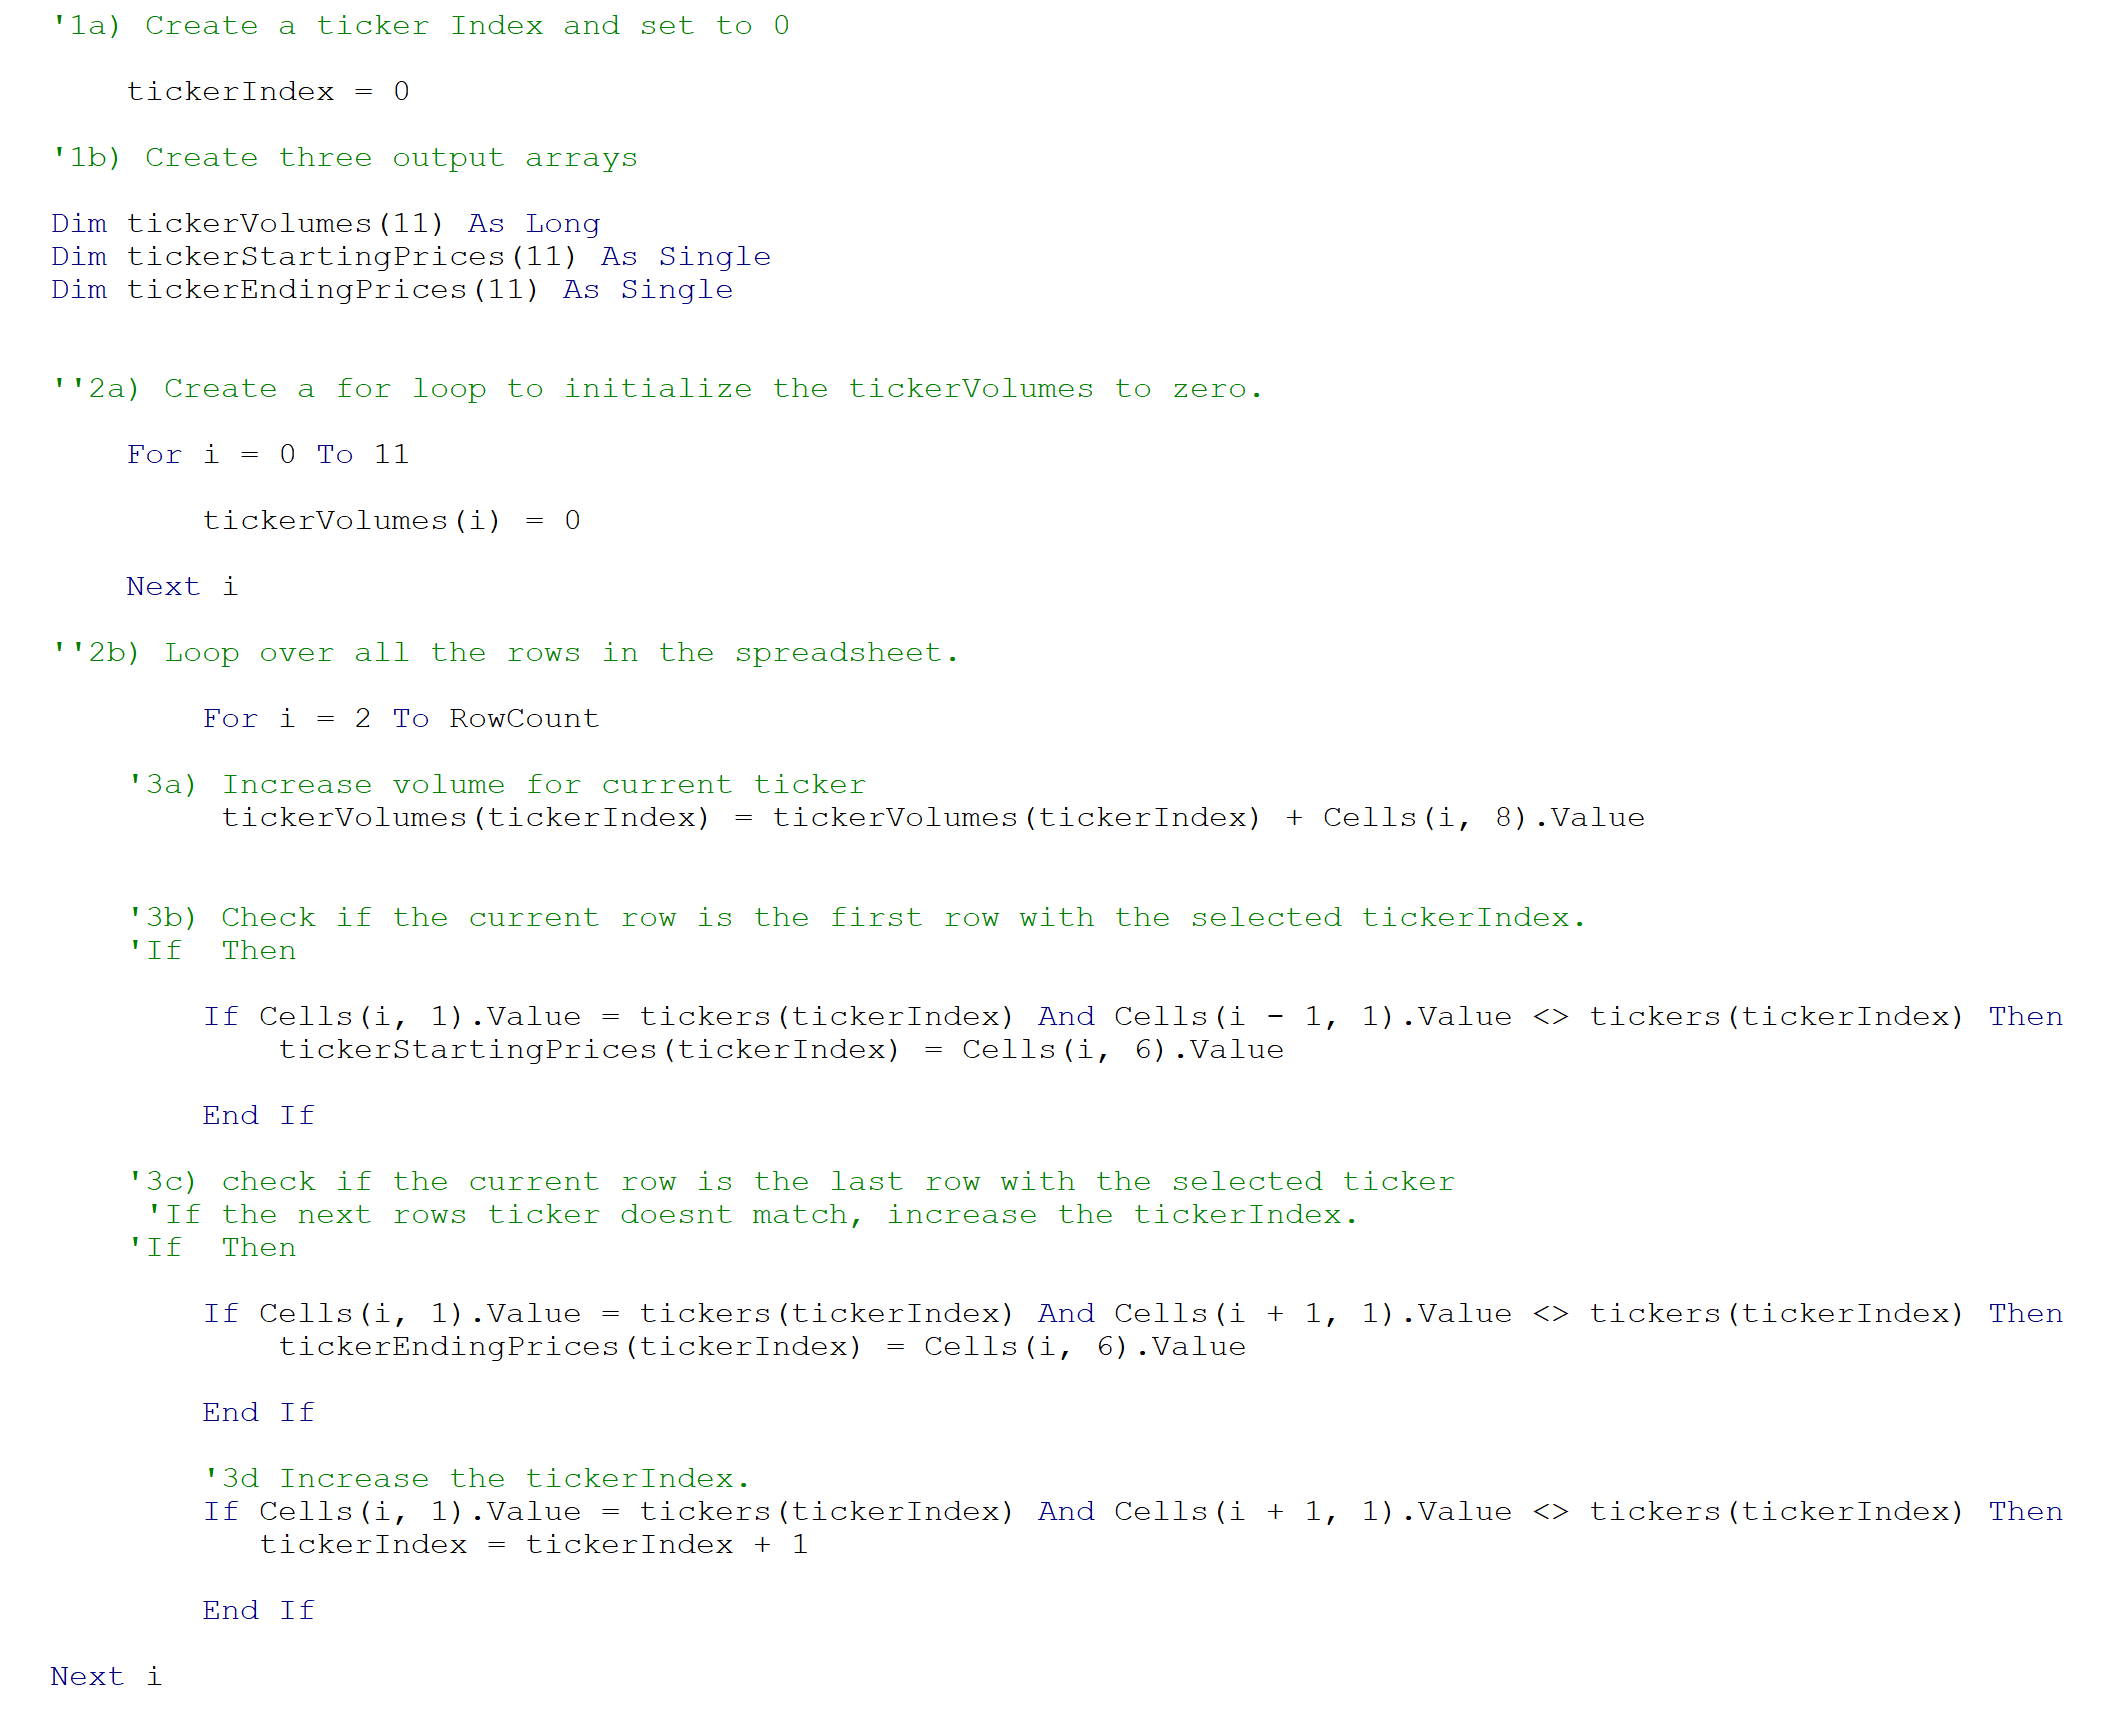 '1a) Create a ticker Index and set to 0
tickerIndex = 0
'1b) Create three output arrays
Dim tickerVolumes(11) As Long
Dim tickerStartingPrices(11) As Single
Dim tickerEndingPrices(11) As Single
''2a) Create a for loop to initialize the tickerVolumes to zero.
For i = 0 To 11
tickerVolumes(i) = 0
Next i
''2b) Loop over all the rows in the spreadsheet.
For i = 2 To RowCount
'3a) Increase volume for current ticker
tickerVolumes(tickerIndex) = tickerVolumes(tickerIndex) + Cells(i, 8).Value
'3b) Check if the current row is the first row with the selected tickerIndex.
'If  Then
If Cells(i, 1).Value = tickers(tickerIndex) And Cells(i - 1, 1).Value <> tickers(tickerIndex) Then
tickerStartingPrices(tickerIndex) = Cells(i, 6).Value
End If
'3c) check if the current row is the last row with the selected ticker
'If the next rows ticker doesnt match, increase the tickerIndex.
'If  Then
If Cells(i, 1).Value = tickers(tickerIndex) And Cells(i + 1, 1).Value <> tickers(tickerIndex) Then
tickerEndingPrices(tickerIndex) = Cells(i, 6).Value
End If
'3d Increase the tickerIndex.
If Cells(i, 1).Value = tickers(tickerIndex) And Cells(i + 1, 1).Value <> tickers(tickerIndex) Then
tickerIndex = tickerIndex + 1
End If
Next i